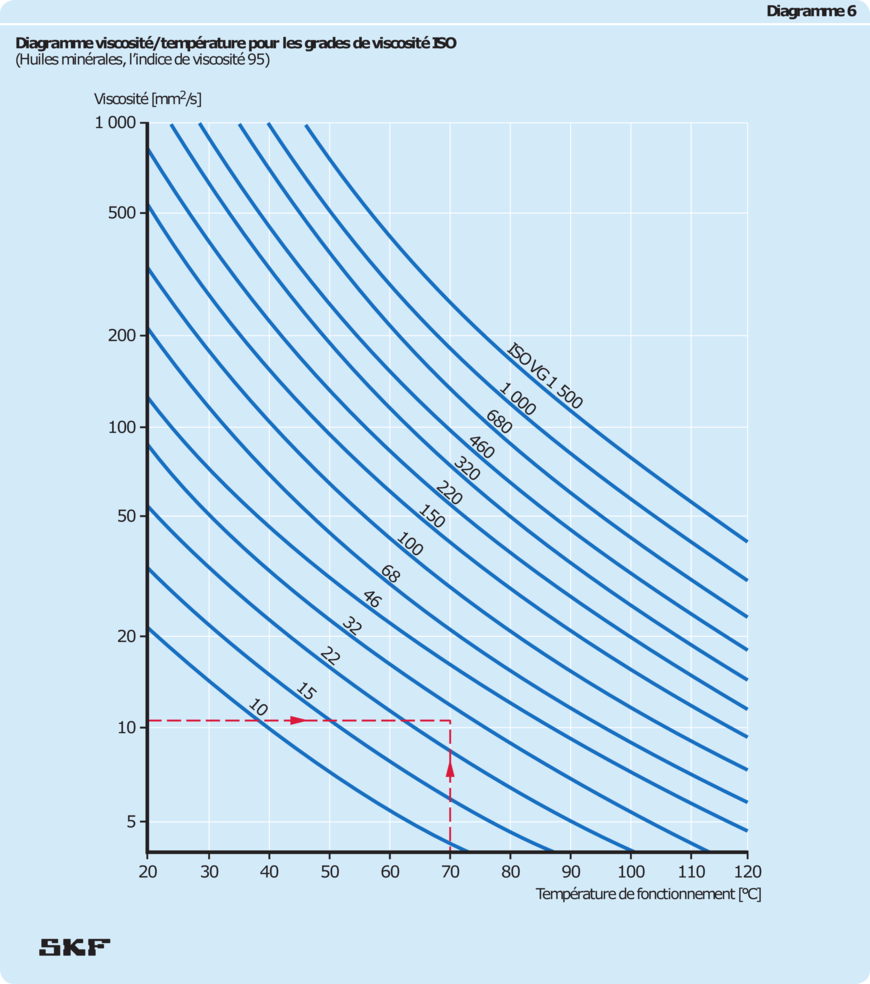 Diagramme 6
Diagramme viscosité/température pour les grades de viscosité ISO
(Huiles minérales, l'indice de viscosité 95)
Viscosité [mm²/s]
1 000
500
200
100
50
20
10
5
ISO VG 1 500
1 000
680
460
320
220
150
100
68
46
32
22
15
10
20 30 40 50 60 70 80 90 100 110 120
Température de fonctionnement [°C]
SKF